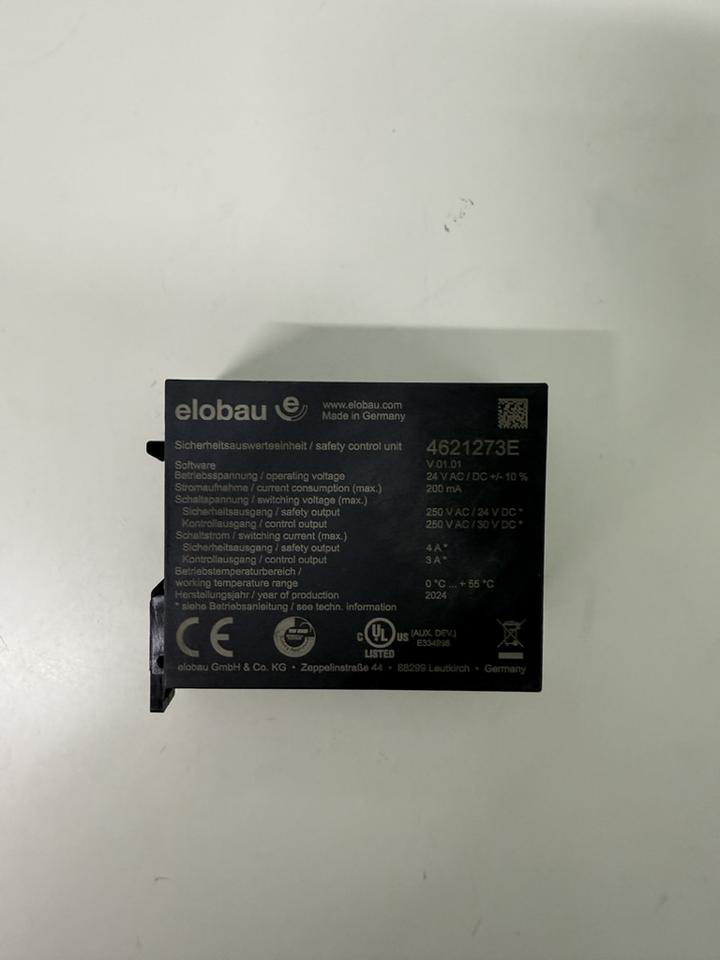 elobau e
www.elobau.com
Made in Germany
Sicherheitsauswerteeinheit / safety control unit 4621273E
Software V.01.01
Betriebsspannung / operating voltage 24 V AC / DC +/- 10 %
Stromaufnahme / current consumption (max.) 200 mA
Schaltspannung / switching voltage (max.)
Sicherheitsausgang / safety output 250 V AC / 24 V DC *
Kontrollausgang / control output 250 V AC / 30 V DC *
Schaltstrom / switching current (max.)
Sicherheitsausgang / safety output 4 A *
Kontrollausgang / control output 3 A *
Betriebstemperaturbereich /
working temperature range 0 °C ... + 55 °C
Herstellungsjahr / year of production 2024
* siehe Betriebsanleitung / see techn. information
CE
C UL US
LISTED
(AUX. DEV.)
E334998
elobau GmbH & Co. KG • Zeppelinstraße 44 • 88299 Leutkirch • Germany